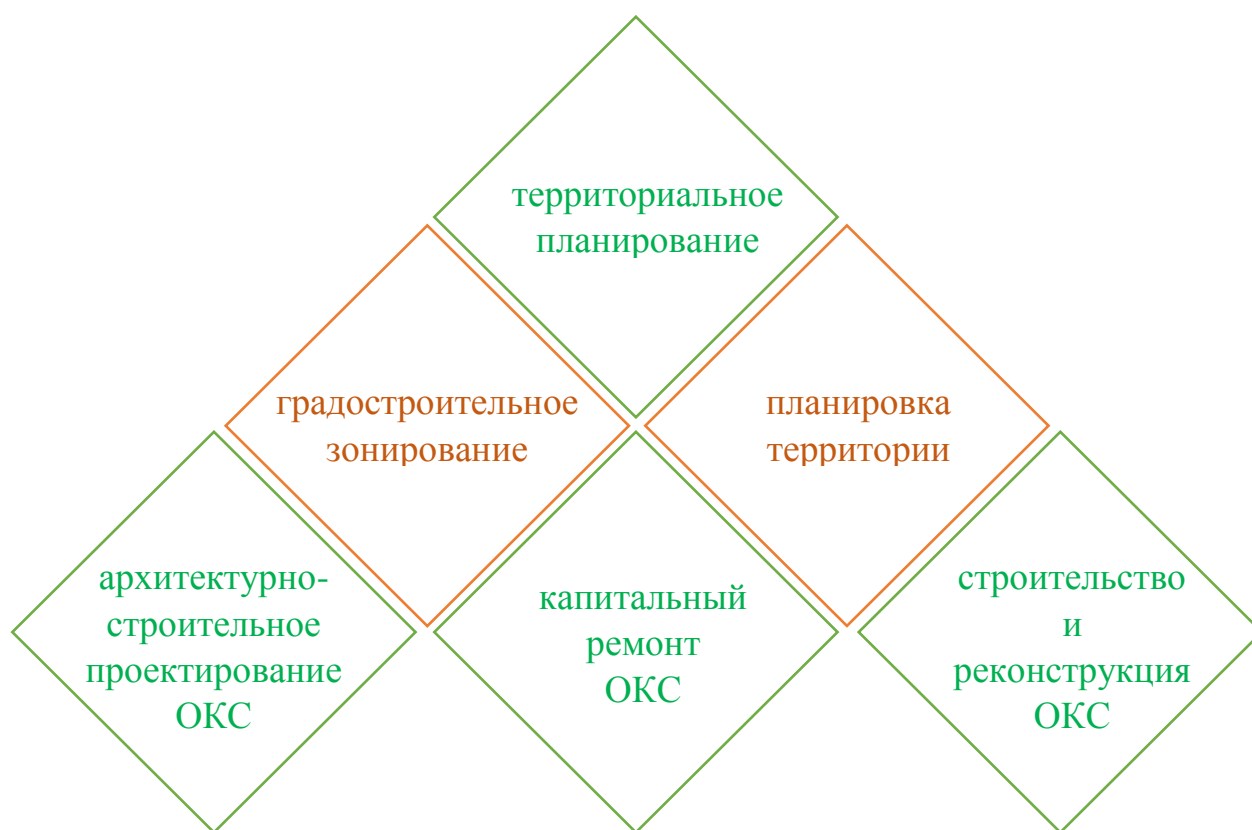 территориальное
планирование
градостроительное
зонирование
планировка
территории
архитектурно-
строительное
проектирование
ОКС
капитальный
ремонт
ОКС
строительство
и
реконструкция
ОКС